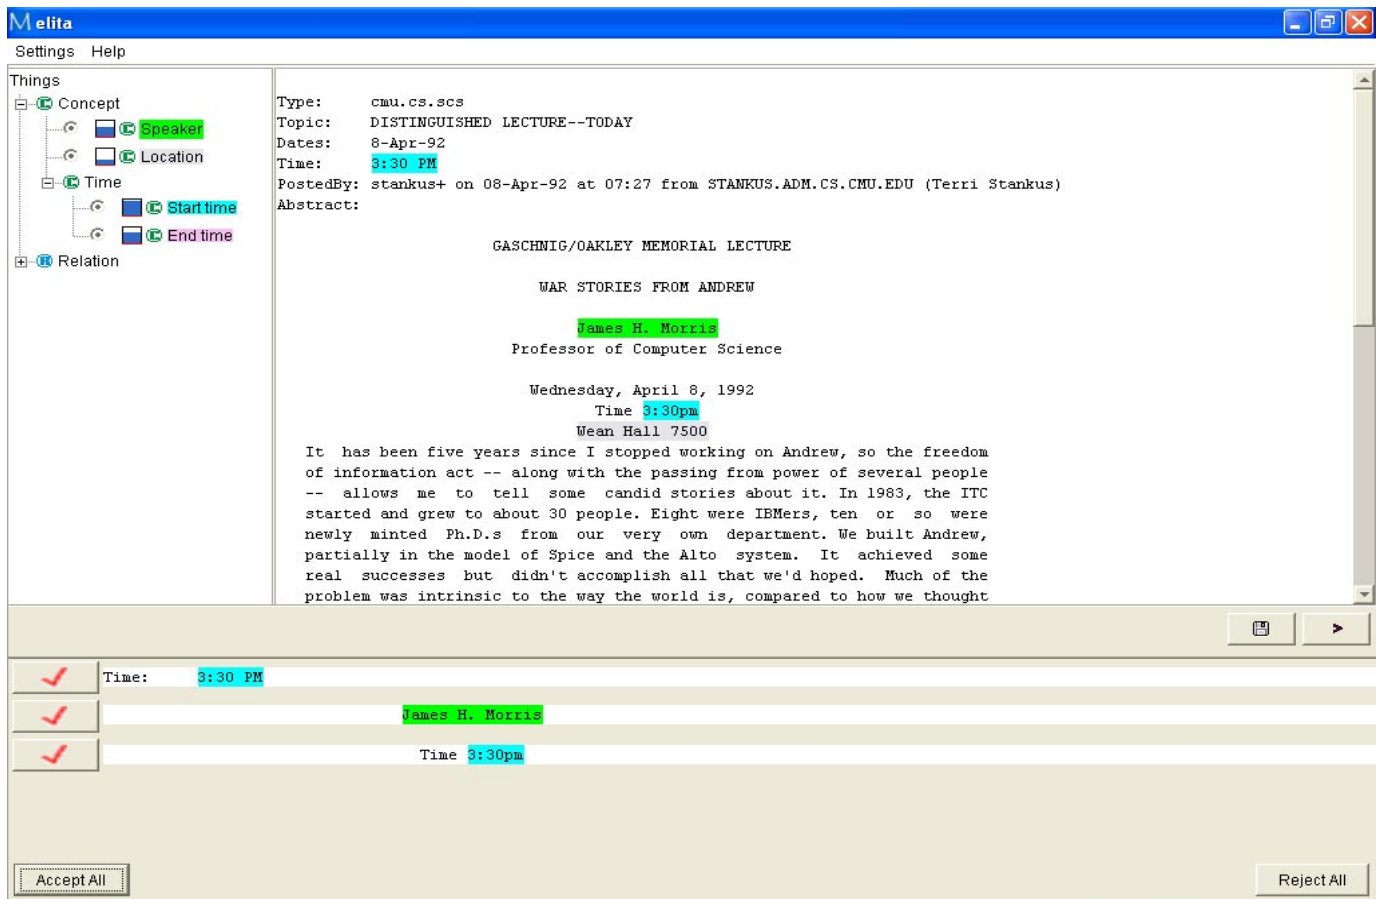 Melita
Settings Help
Things
Concept
Speaker
Location
Time
Start time
End time
Relation
Type: cmu.cs.scs
Topic: DISTINGUISHED LECTURE--TODAY
Dates: 8-Apr-92
Time: 3:30 PM
PostedBy: stankus+ on 08-Apr-92 at 07:27 from STANKUS.ADM.CS.CMU.EDU (Terri Stankus)
Abstract:
GASCHNIG/OAKLEY MEMORIAL LECTURE
WAR STORIES FROM ANDREW
James H. Morris
Professor of Computer Science
Wednesday, April 8, 1992
Time 3:30pm
Wean Hall 7500
It has been five years since I stopped working on Andrew, so the freedom
of information act -- along with the passing from power of several people
-- allows me to tell some candid stories about it. In 1983, the ITC
started and grew to about 30 people. Eight were IBMers, ten or so were
newly minted Ph.D.s from our very own department. We built Andrew,
partially in the model of Spice and the Alto system. It achieved some
real successes but didn't accomplish all that we'd hoped. Much of the
problem was intrinsic to the way the world is, compared to how we thought
>
Time: 3:30 PM
James H. Morris
Time 3:30pm
Accept All
Reject All